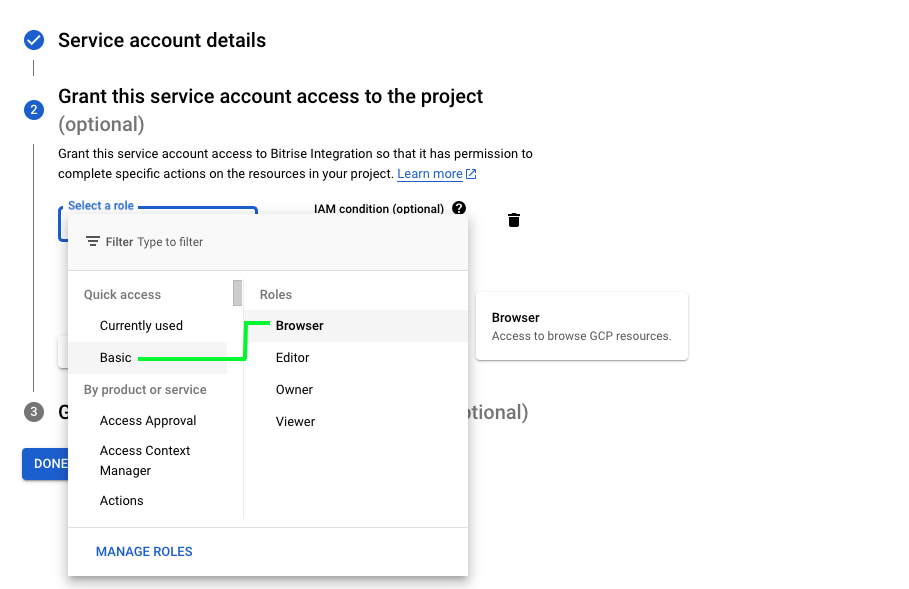 Service account details
2
Grant this service account access to the project
(optional)
Grant this service account access to Bitrise Integration so that it has permission to
complete specific actions on the resources in your project. Learn more
Select a role
IAM condition (optional) ?
Filter Type to filter
Quick access
Currently used
Basic
By product or service
Access Approval
Access Context
Manager
Actions
Roles
Browser
Editor
Owner
Viewer
Browser
Access to browse GCP resources.
3
DONE
MANAGE ROLES